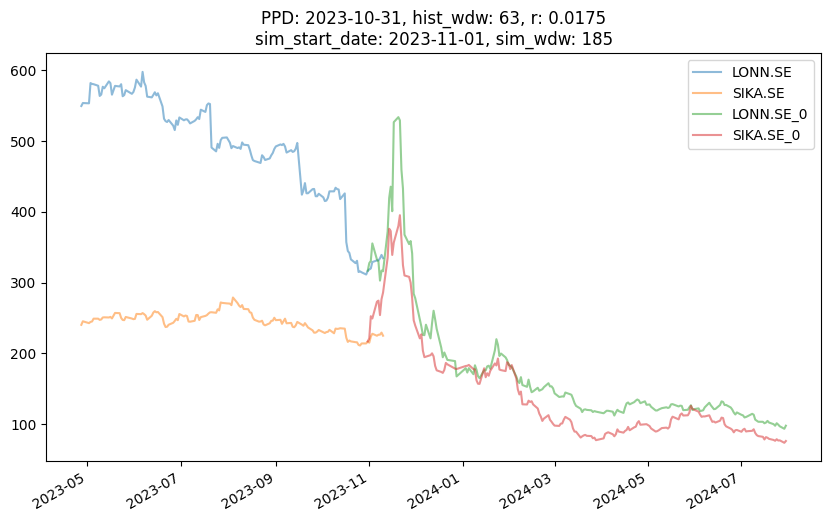 PPD: 2023-10-31, hist_wdw: 63, r: 0.0175
sim_start_date: 2023-11-01, sim_wdw: 185
LONN.SE
SIKA.SE
LONN.SE_0
SIKA.SE_0
600
500
400
300
200
100
2023-05
2023-07
2023-09
2023-11
2024-01
2024-03
2024-05
2024-07